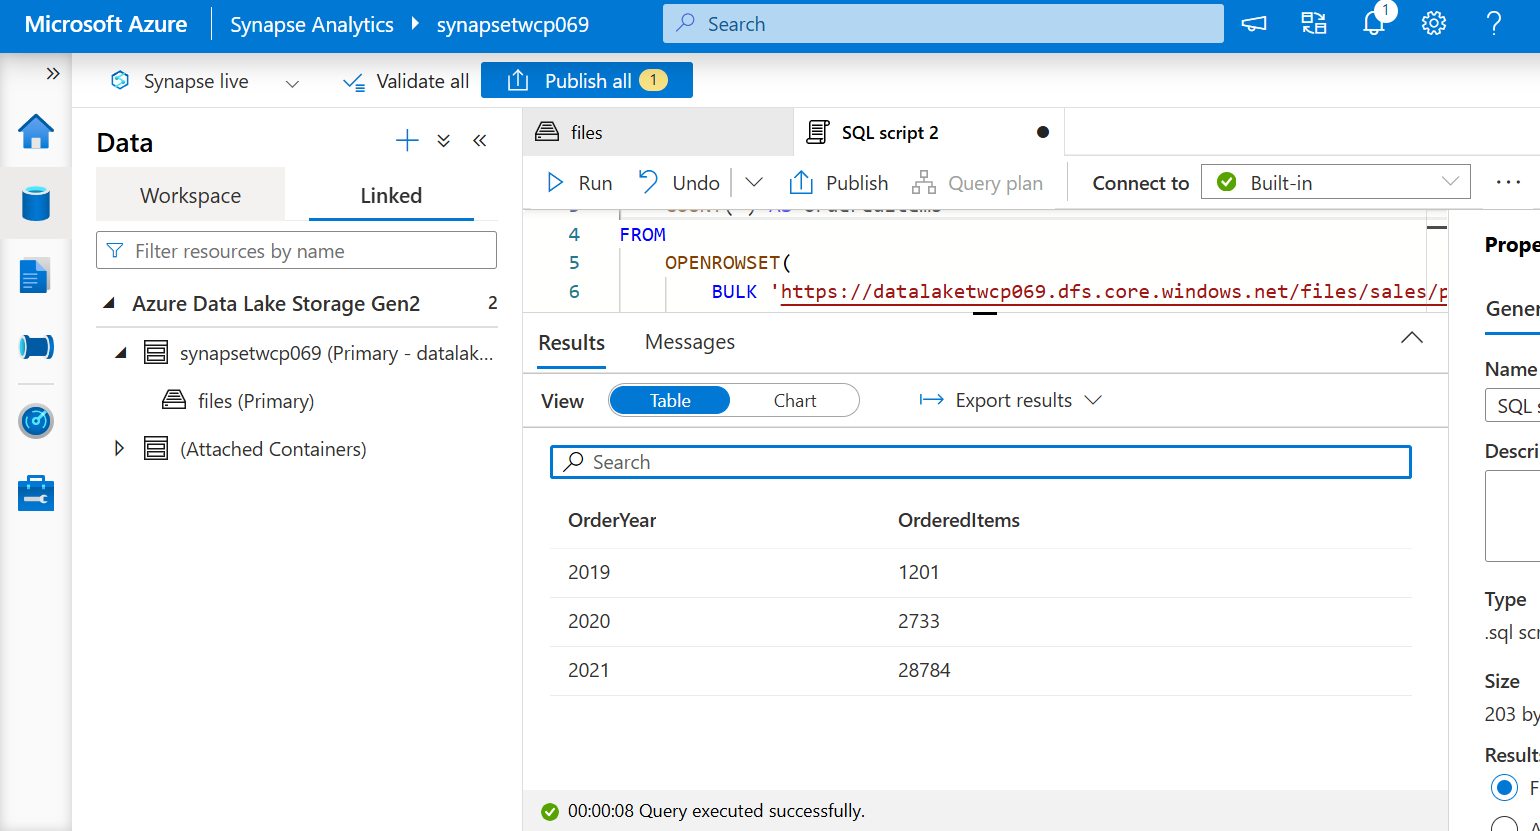 Microsoft Azure
Synapse Analytics
synapsetwcp069
Search
1
Synapse live
Validate all
Publish all 1
Data
Workspace
Linked
Filter resources by name
Azure Data Lake Storage Gen2 2
synapsetwcp069 (Primary - datalak...
files (Primary)
(Attached Containers)
files
SQL script 2
Run
Undo
Publish
Query plan
Connect to
Built-in
4 FROM
5 OPENROWSET(
6 BULK 'https://datalaketwcp069.dfs.core.windows.net/files/sales/p
Results
Messages
View
Table
Chart
Export results
Search
OrderYear OrderedItems
2019 1201
2020 2733
2021 28784
00:00:08 Query executed successfully.
Prope
Gener
Name
SQL s
Descri
Type
.sql scr
Size
203 by
Results
F